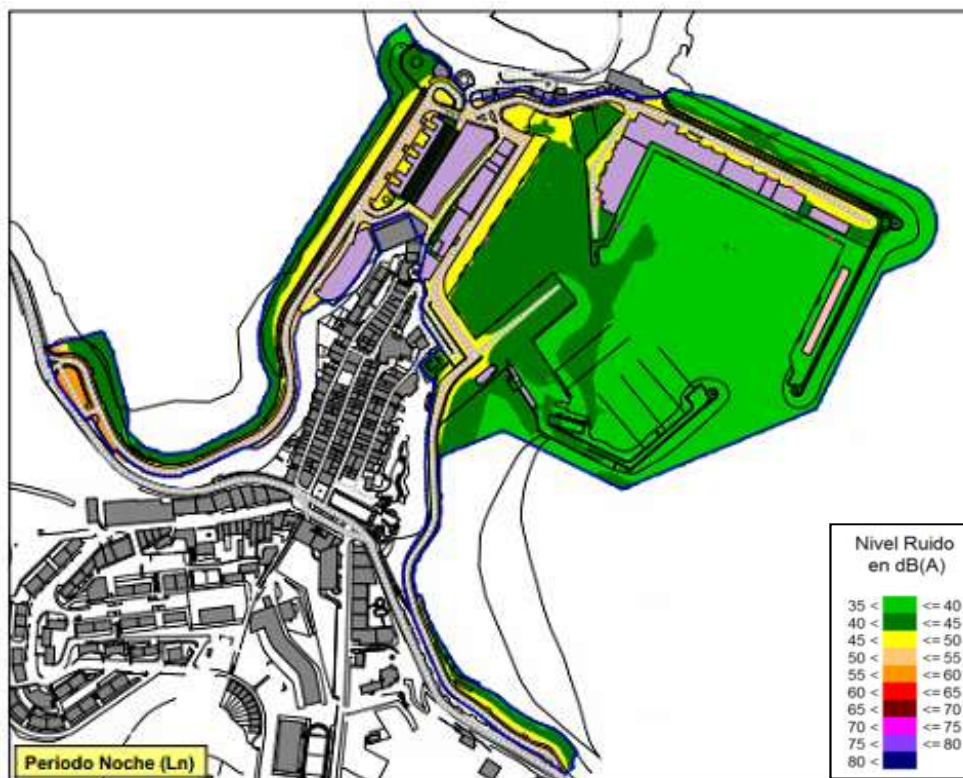 Nivel Ruido
en dB(A)
35 < <= 40
40 < <= 45
45 < <= 50
50 < <= 55
55 < <= 60
60 < <= 65
65 < <= 70
70 < <= 75
75 < <= 80
80 <
Periodo Noche (Ln)